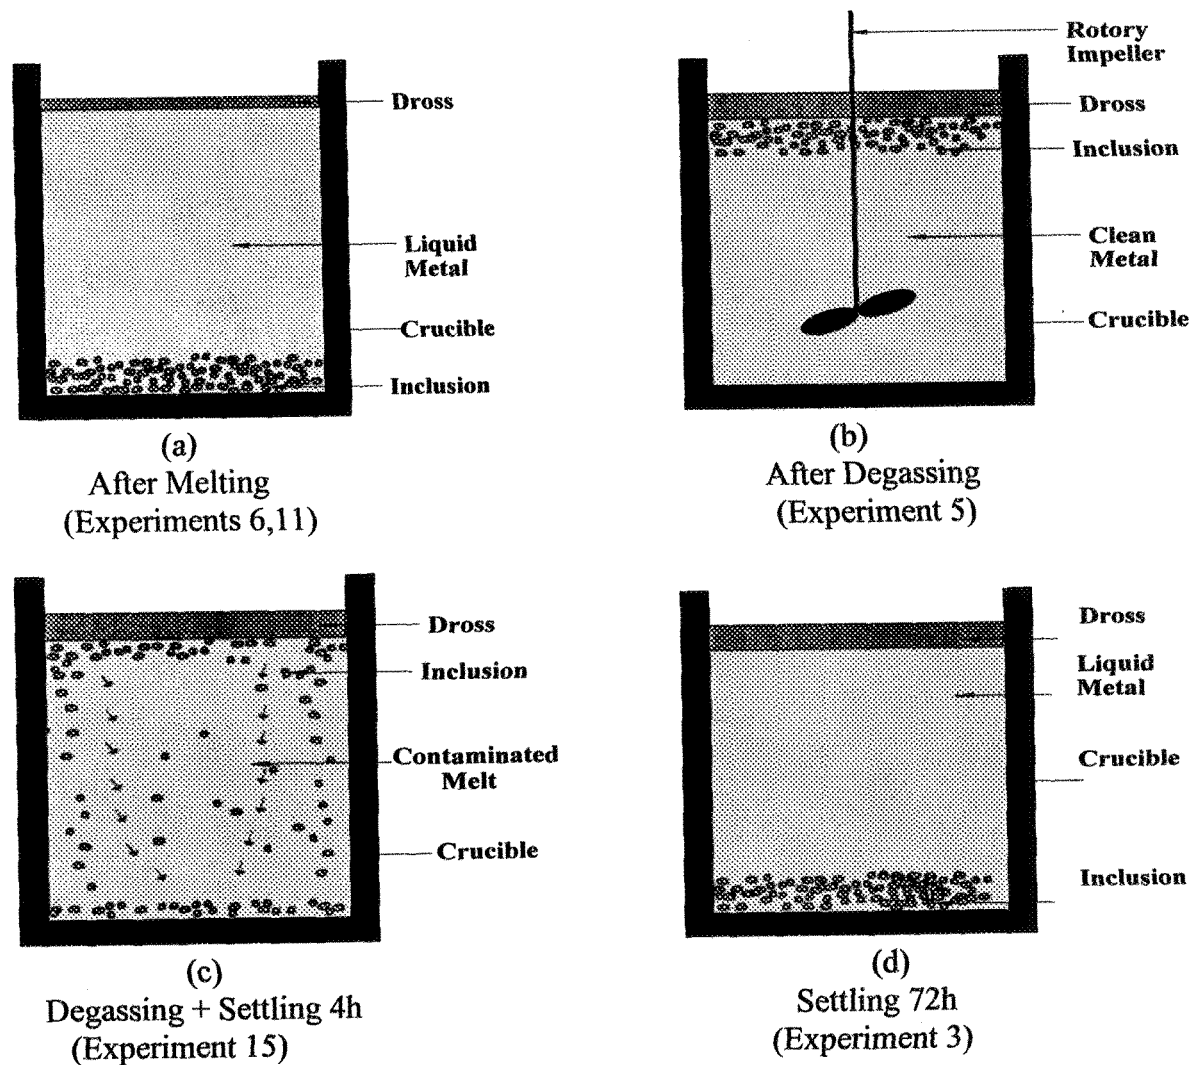 Dross
Liquid
Metal
Crucible
Inclusion
(a)
After Melting
(Experiments 6,11)
Rotory
Impeller
Dross
Inclusion
Clean
Metal
Crucible
(b)
After Degassing
(Experiment 5)
Dross
Inclusion
Contaminated
Melt
Crucible
(c)
Degassing + Settling 4h
(Experiment 15)
Dross
Liquid
Metal
Crucible
Inclusion
(d)
Settling 72h
(Experiment 3)